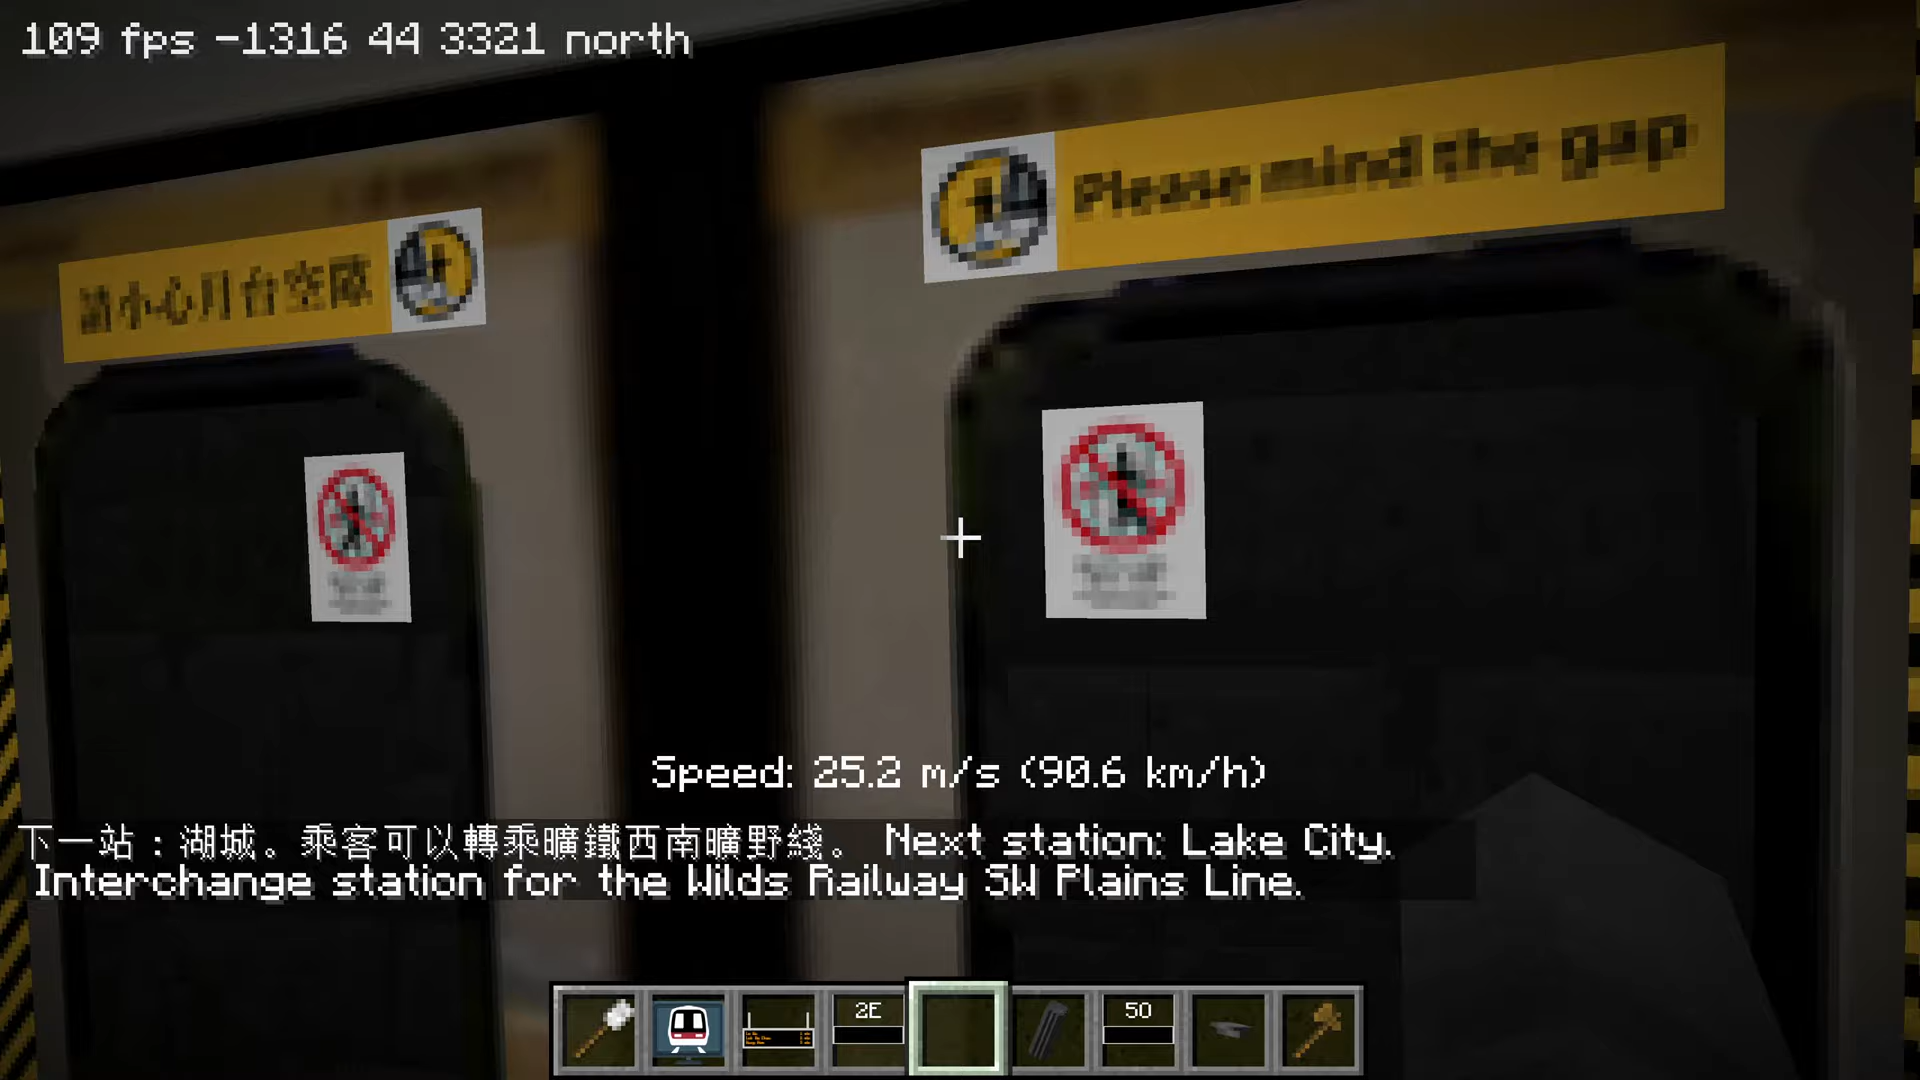 109 fps -1316 44 3321 north
Please mind the gap
請小心月台空隙
Speed: 25.2 m/s (90.6 km/h)
下一站：湖城。乘客可以轉乘曠鐵西南曠野綫。 Next station: Lake City.
Interchange station for the Wilds Railway SW Plains Line.
2E
50